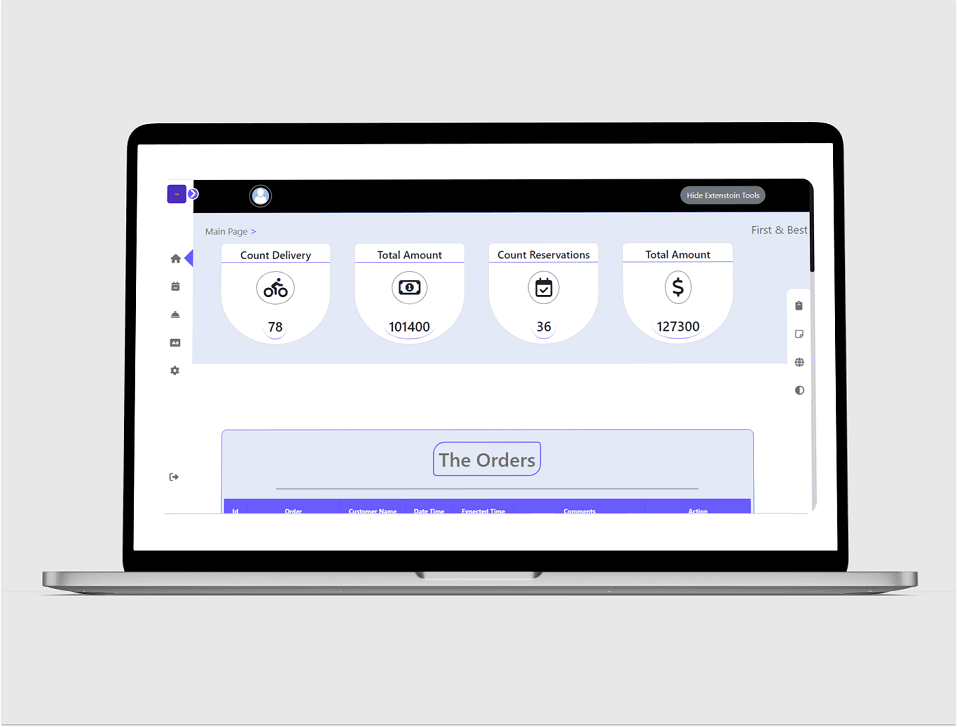 Hide Extenstoin Tools
Main Page >
First & Best
Count Delivery
78
Total Amount
101400
Count Reservations
36
Total Amount
127300
The Orders
Id Order Customer Name Date Time Expected Time Comments Action